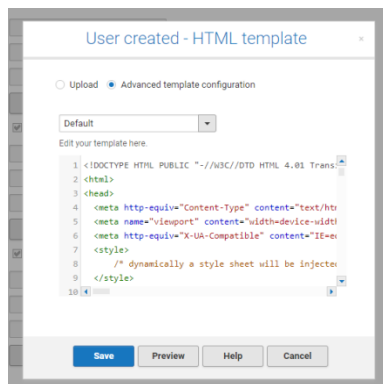 User created - HTML template
×
Upload Advanced template configuration
Default
Edit your template here.
1 <!DOCTYPE HTML PUBLIC "-//W3C//DTD HTML 4.01 Trans
2 <html>
3 <head>
4 <meta http-equiv="Content-Type" content="text/htm
5 <meta name="viewport" content="width=device-width
6 <meta http-equiv="X-UA-Compatible" content="IE=ed
7 <style>
8 /* dynamically a style sheet will be injected
9 </style>
10
Save Preview Help Cancel